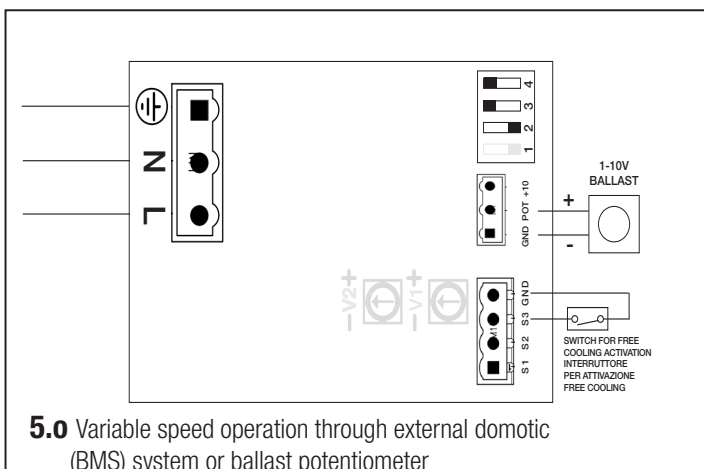 N
L
4
3
2
1
+10
POT
GND
1-10V
BALLAST
+
-
-V2+
-V1+
GND
S3
S2
S1
M1
SWITCH FOR FREE
COOLING ACTIVATION
INTERRUTTORE
PER ATTIVAZIONE
FREE COOLING
5.0 Variable speed operation through external domotic
(BMS) system or ballast potentiometer